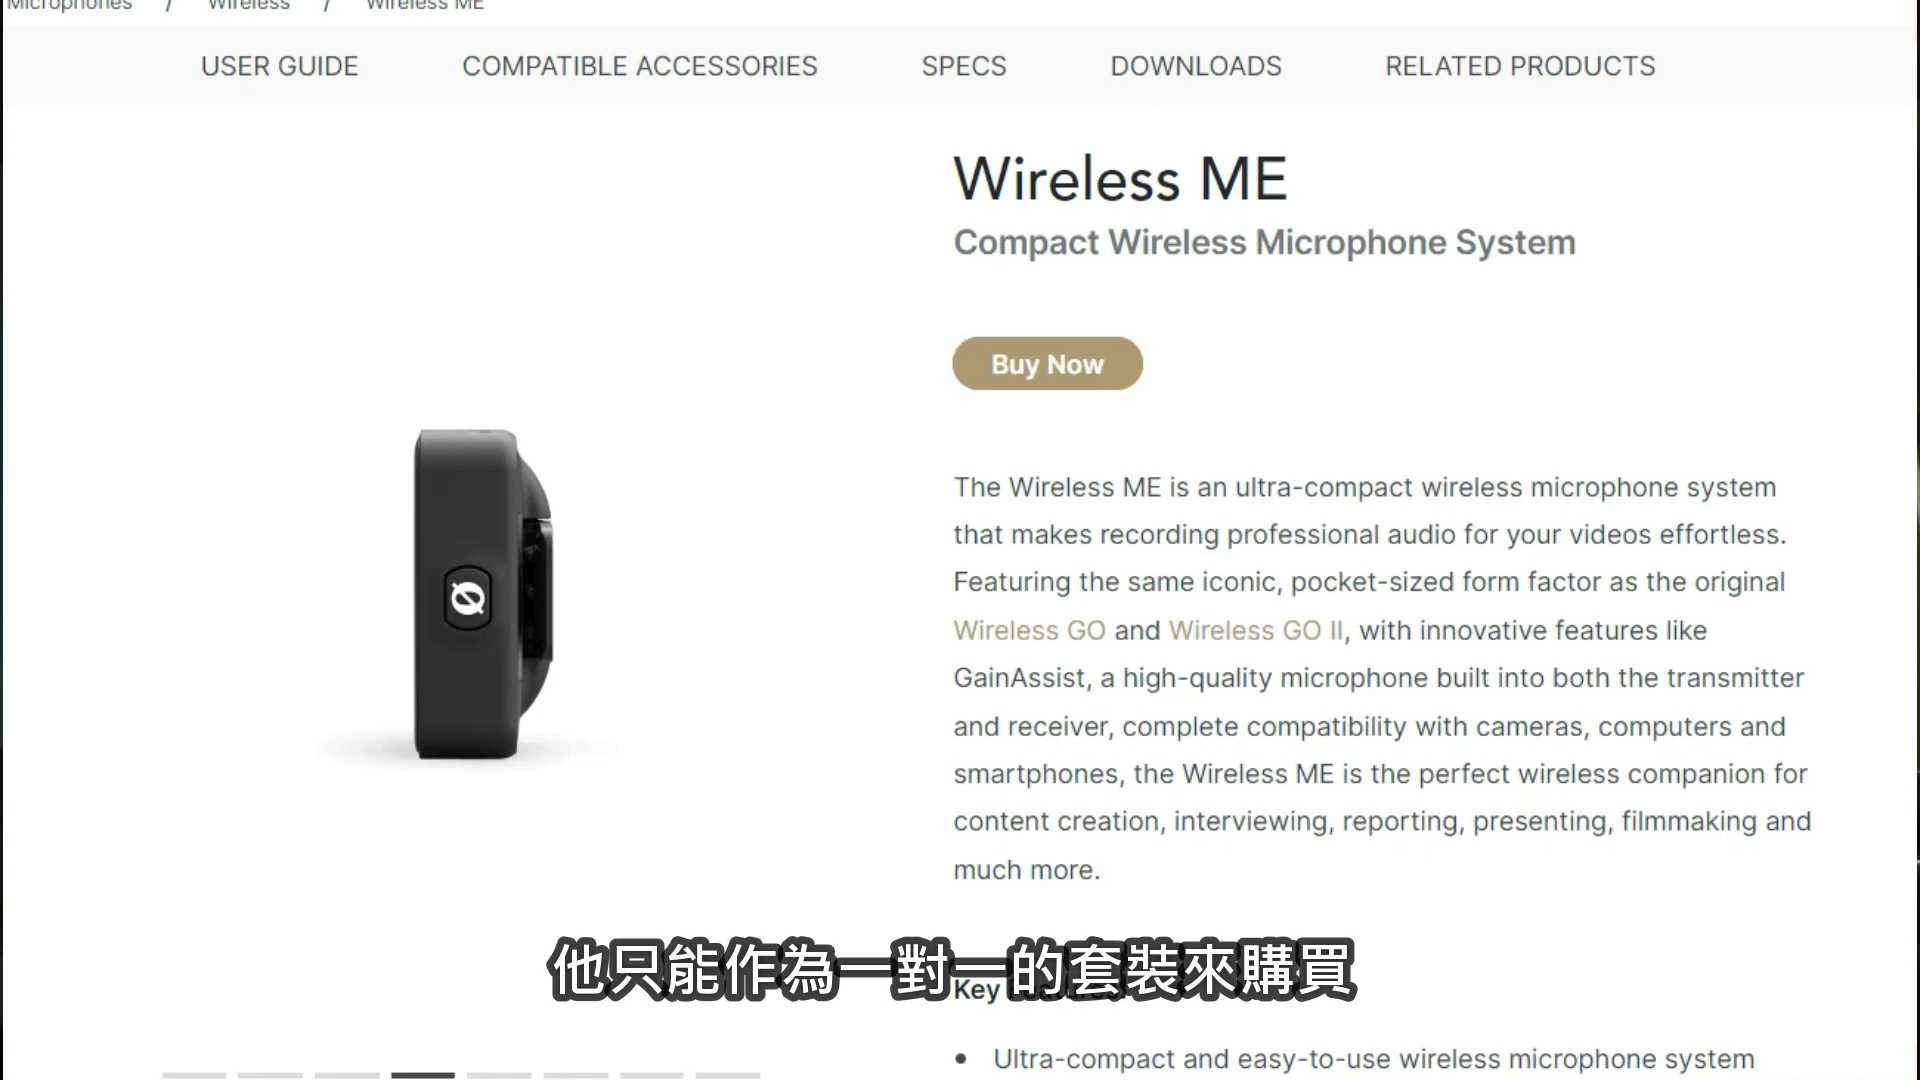 Microphones / Wireless / Wireless ME
USER GUIDE COMPATIBLE ACCESSORIES SPECS DOWNLOADS RELATED PRODUCTS
Wireless ME
Compact Wireless Microphone System
Buy Now
The Wireless ME is an ultra-compact wireless microphone system
that makes recording professional audio for your videos effortless.
Featuring the same iconic, pocket-sized form factor as the original
Wireless GO and Wireless GO II, with innovative features like
GainAssist, a high-quality microphone built into both the transmitter
and receiver, complete compatibility with cameras, computers and
smartphones, the Wireless ME is the perfect wireless companion for
content creation, interviewing, reporting, presenting, filmmaking and
much more.
他只能作為一對一的套裝來購買
Key Features:
• Ultra-compact and easy-to-use wireless microphone system